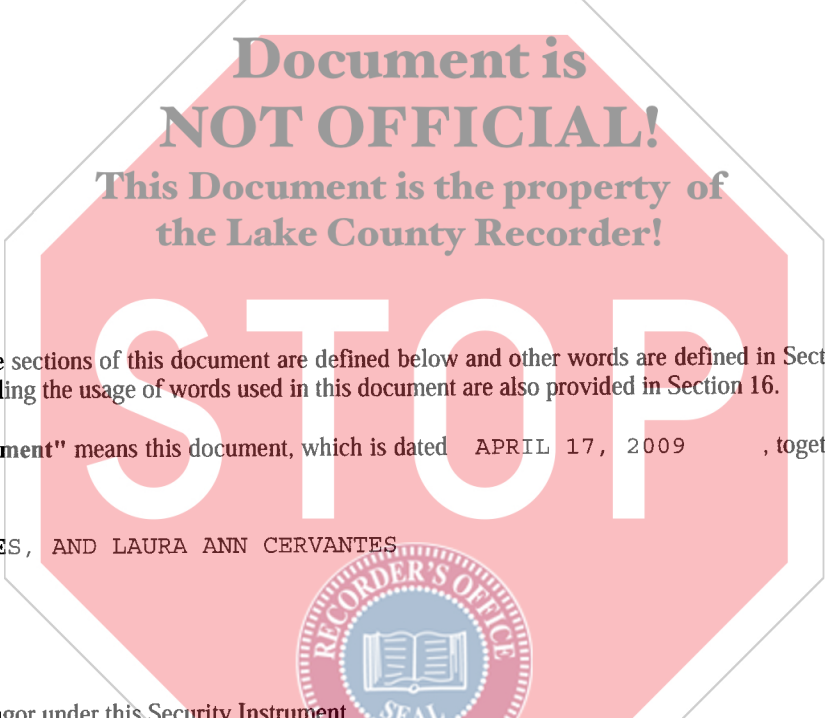 Document is
NOT OFFICIAL!
This Document is the property of
the Lake County Recorder!
STOP
sections of this document are defined below and other words are defined in Sect
ling the usage of words used in this document are also provided in Section 16.
ment" means this document, which is dated APRIL 17, 2009 , toget
ES, AND LAURA ANN CERVANTES
RECORDER'S OFFICE
SEAL
agor under this Security Instrument